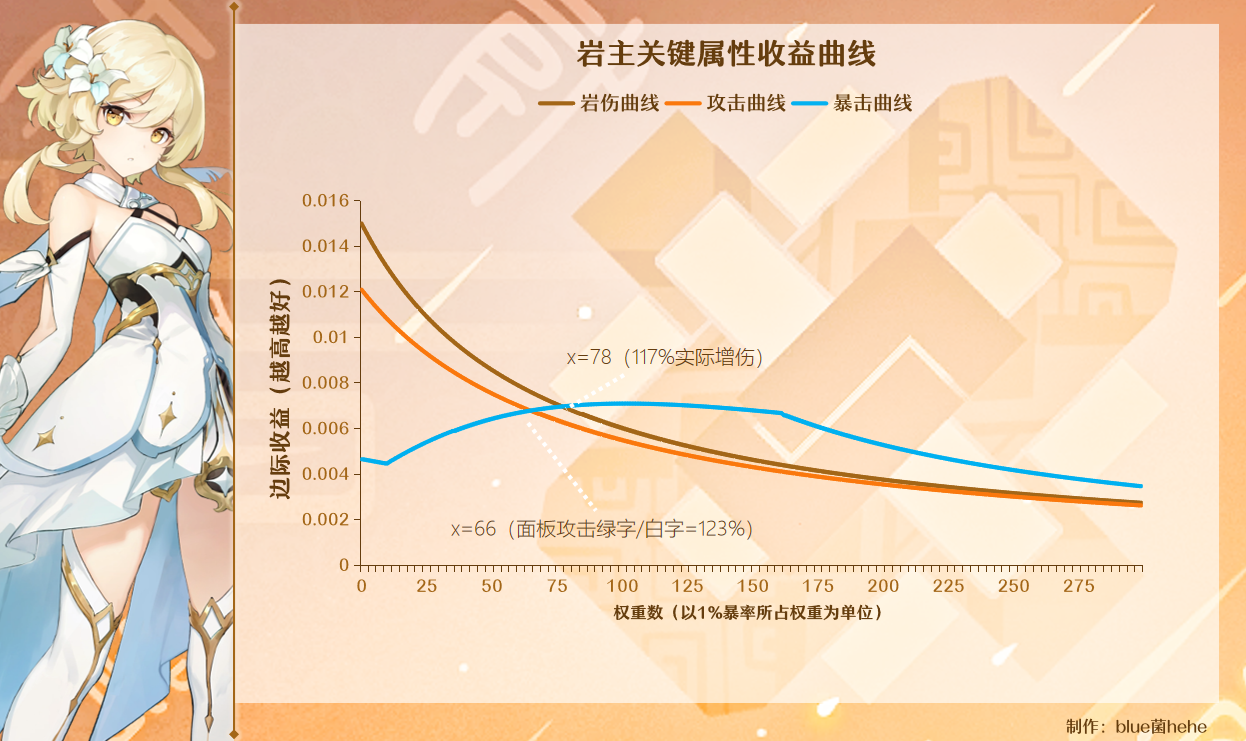 岩主关键属性收益曲线
岩伤曲线 攻击曲线 暴击曲线
边际收益（越高越好）
0.016
0.014
0.012
0.01
0.008
0.006
0.004
0.002
0
x=78（117%实际增伤）
x=66（面板攻击绿字/白字=123%）
0 25 50 75 100 125 150 175 200 225 250 275
权重数（以1%暴率所占权重为单位）
制作：blue菌hehe